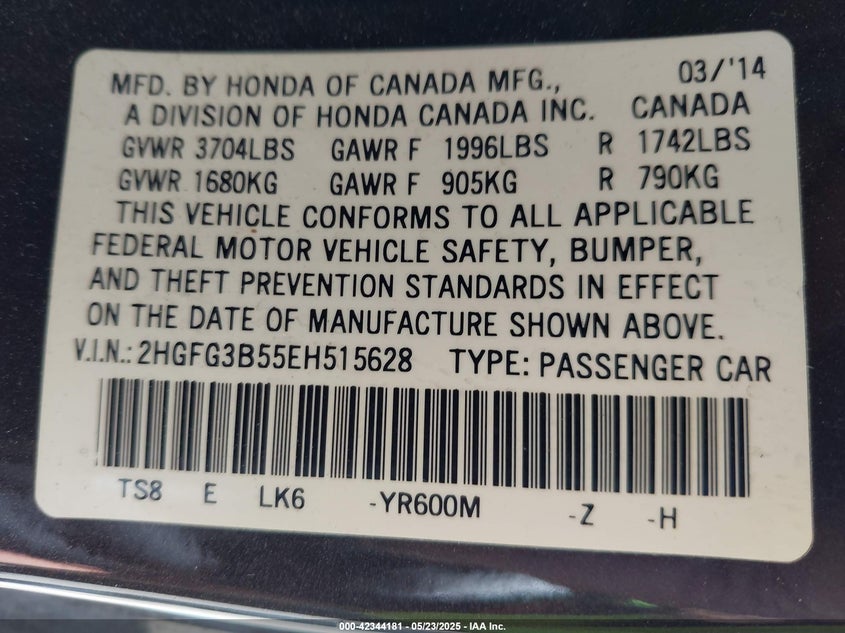 MFD. BY HONDA OF CANADA MFG., 03/'14
A DIVISION OF HONDA CANADA INC. CANADA
GVWR 3704LBS GAWR F 1996LBS R 1742LBS
GVWR 1680KG GAWR F 905KG R 790KG
THIS VEHICLE CONFORMS TO ALL APPLICABLE
FEDERAL MOTOR VEHICLE SAFETY, BUMPER,
AND THEFT PREVENTION STANDARDS IN EFFECT
ON THE DATE OF MANUFACTURE SHOWN ABOVE.
V.I.N.: 2HGFG3B55EH515628 TYPE: PASSENGER CAR
TS8 E LK6 -YR600M -Z -H
000-42344181 - 05/23/2025 - IAA Inc.